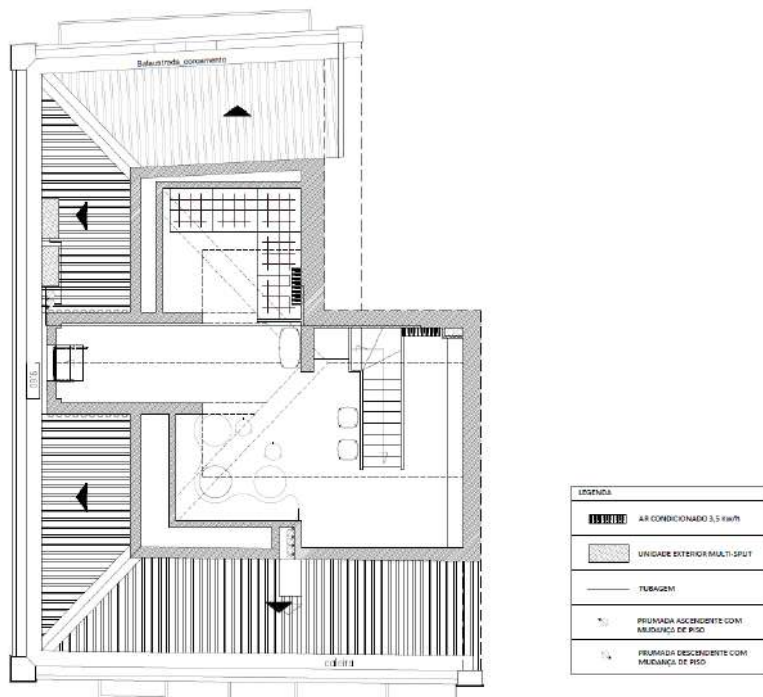 Balaustrada_coroamento
caleira
LEGENDA
AR CONDICIONADO 3,5 Kw/h
UNIDADE EXTERIOR MULTI-SPLIT
TUBAGEM
PRUMADA ASCENDENTE COM
MUDANÇA DE PISO
PRUMADA DESCENDENTE COM
MUDANÇA DE PISO